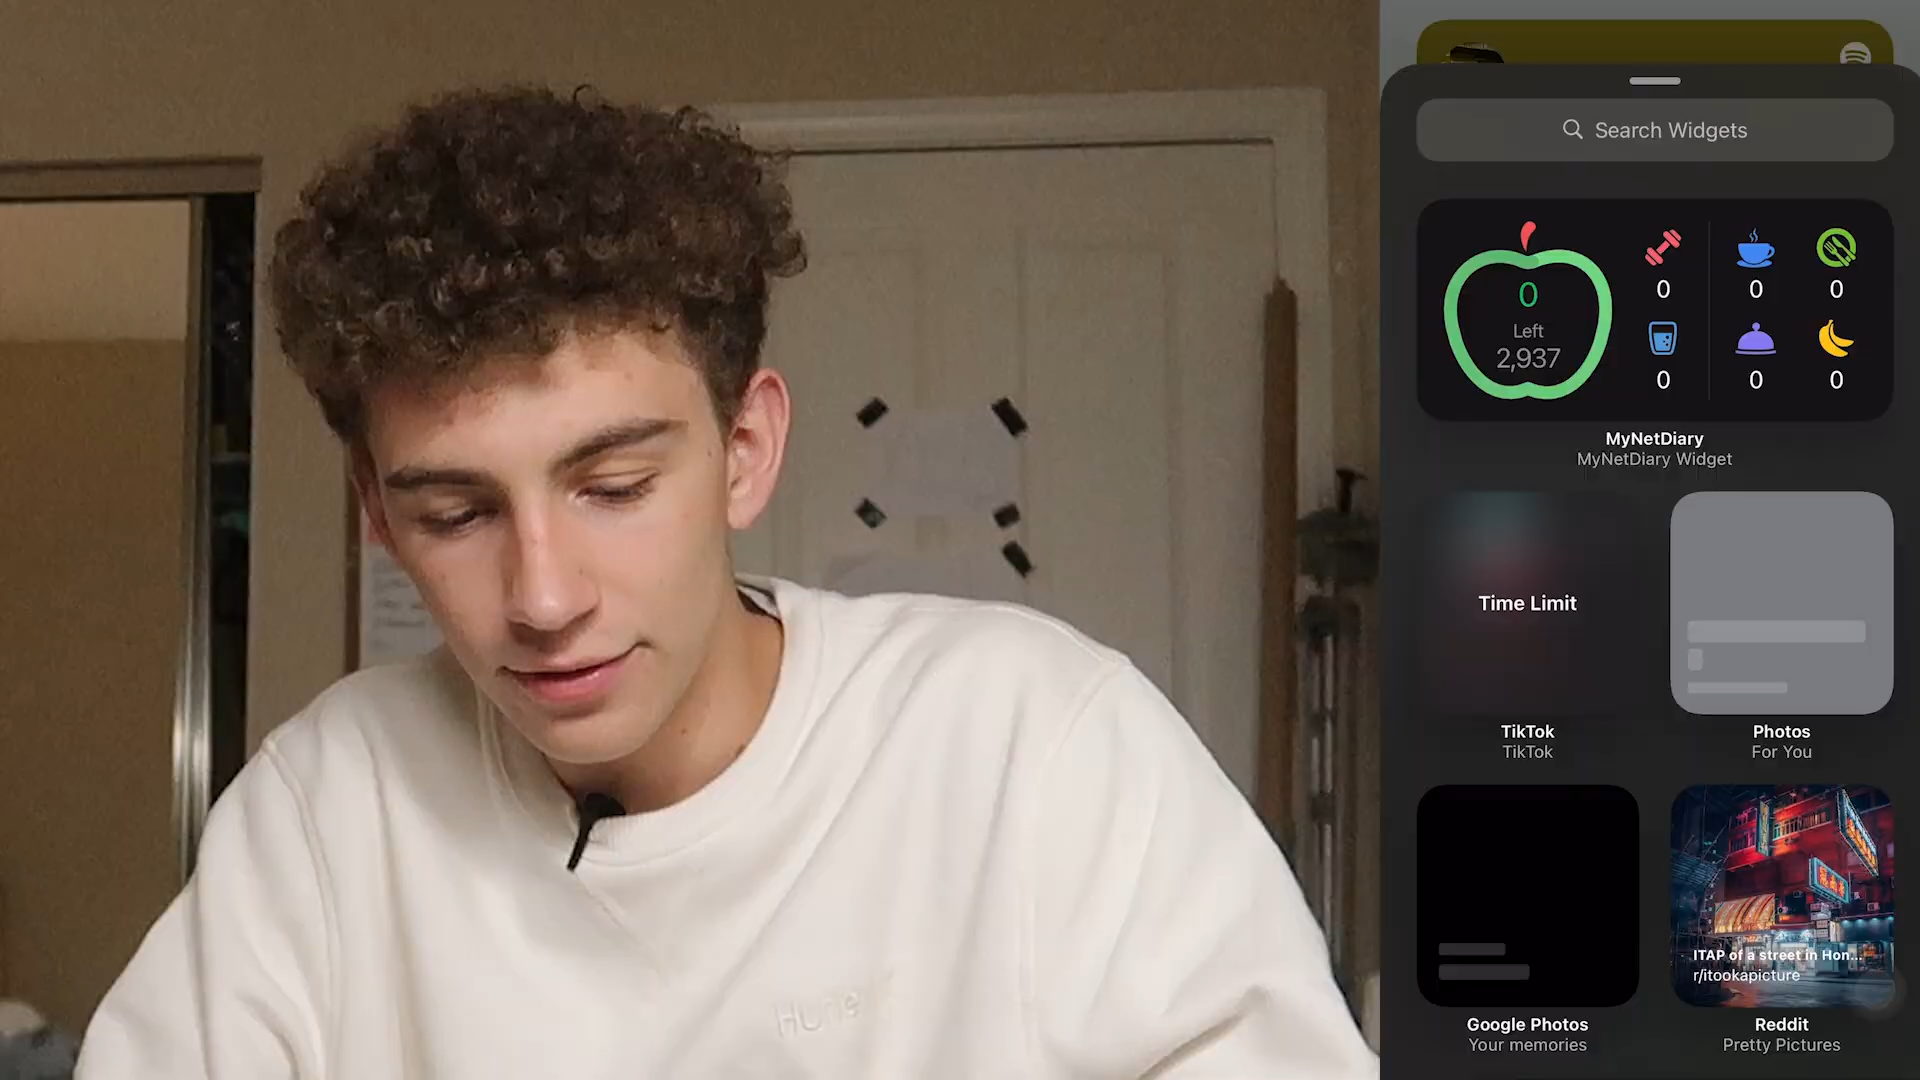 Search Widgets
0
Left
2,937
0
0
0
0
0
0
MyNetDiary
MyNetDiary Widget
Time Limit
TikTok
TikTok
Photos
For You
ITAP of a street in Hon...
r/itookapicture
Google Photos
Your memories
Reddit
Pretty Pictures